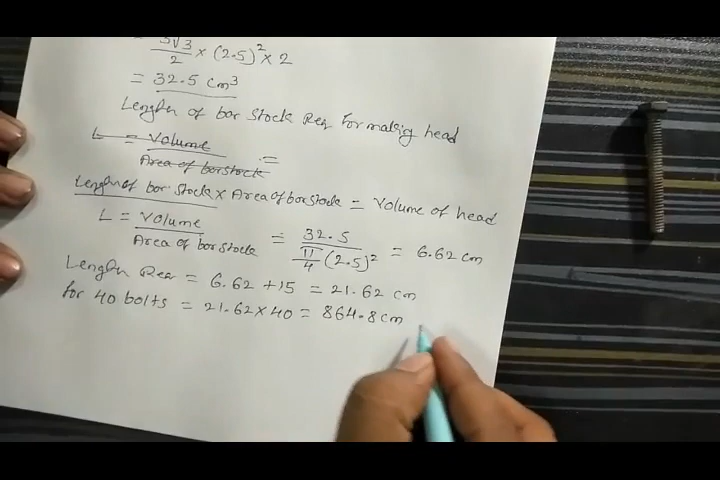 = 3√3/2 × (2.5)² × 2
= 32.5 cm³
Length of bar stock Req For making head
L = Volume / Area of barstock =
Length of bar stock × Area of barstock = Volume of head
L = Volume / Area of barstock = 32.5 / π/4 (2.5)² = 6.62 cm
Length Req = 6.62 + 15 = 21.62 cm
for 40 bolts = 21.62 × 40 = 864.8 cm